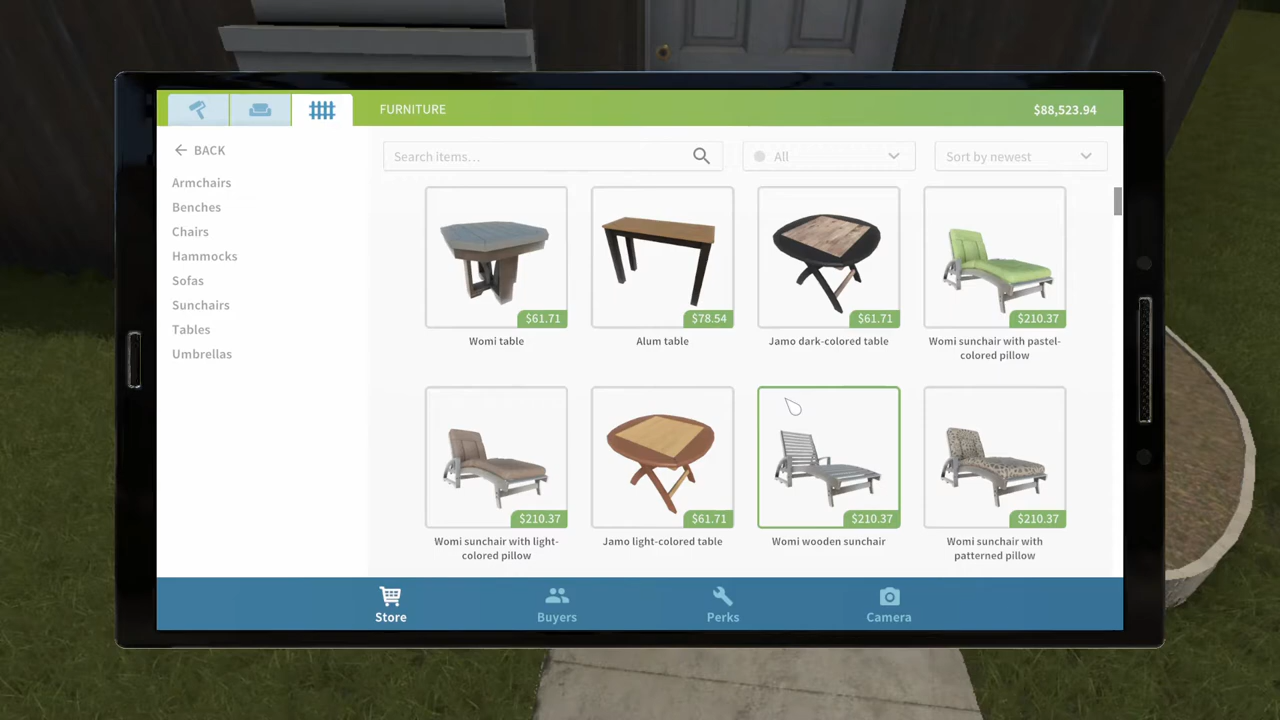 FURNITURE
$88,523.94
BACK
Search items...
All
Sort by newest
Armchairs
Benches
Chairs
Hammocks
Sofas
Sunchairs
Tables
Umbrellas
$61.71
$78.54
$61.71
$210.37
Womi table
Alum table
Jamo dark-colored table
Womi sunchair with pastel-
colored pillow
$210.37
$61.71
$210.37
$210.37
Womi sunchair with light-
colored pillow
Jamo light-colored table
Womi wooden sunchair
Womi sunchair with
patterned pillow
Store
Buyers
Perks
Camera